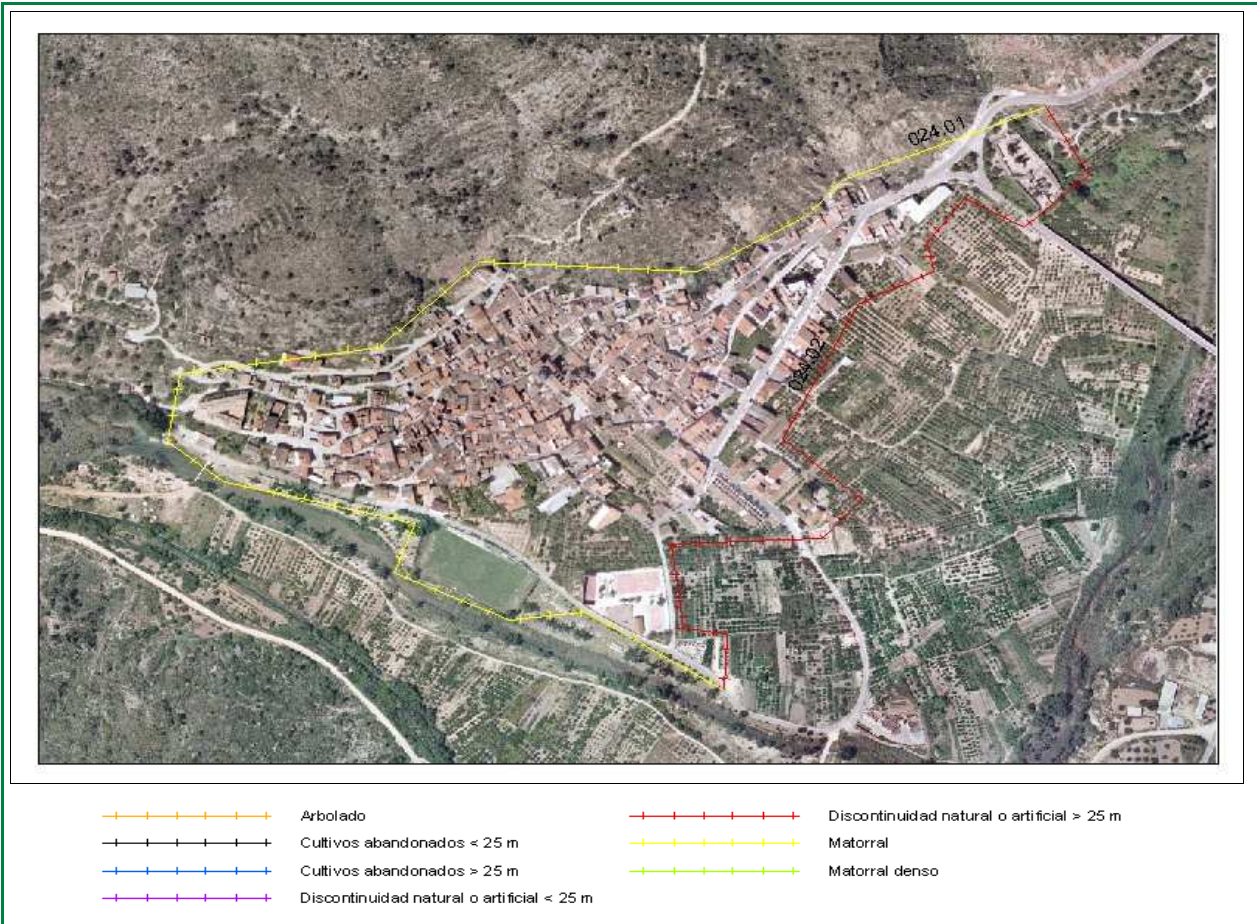 024.01
024.02
Arbolado
Cultivos abandonados < 25 m
Cultivos abandonados > 25 m
Discontinuidad natural o artificial < 25 m
Discontinuidad natural o artificial > 25 m
Matorral
Matorral denso